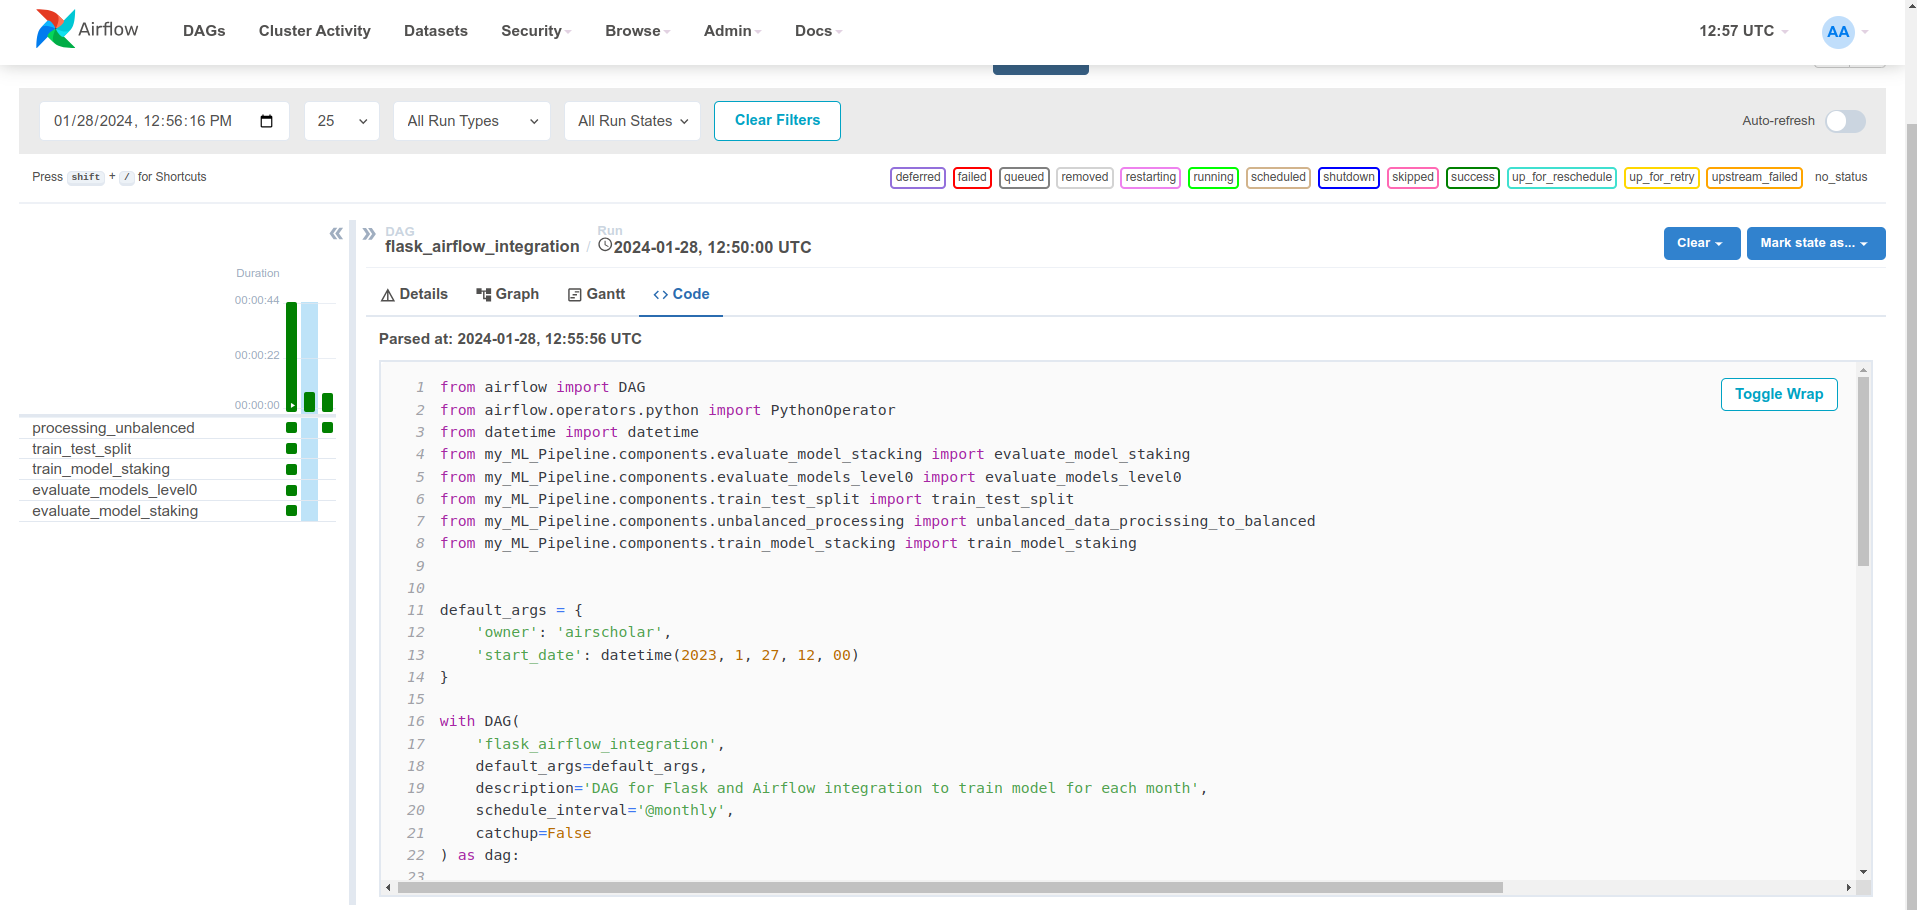 Airflow DAGs Cluster Activity Datasets Security Browse Admin Docs 12:57 UTC AA
01/28/2024, 12:56:16 PM 25 All Run Types All Run States Clear Filters Auto-refresh
Press shift + / for Shortcuts deferred failed queued removed restarting running scheduled shutdown skipped success up_for_reschedule up_for_retry upstream_failed no_status
« » DAG Run
flask_airflow_integration / 2024-01-28, 12:50:00 UTC Clear Mark state as...
Duration
00:00:44
00:00:22
00:00:00
processing_unbalenced
train_test_split
train_model_staking
evaluate_models_level0
evaluate_model_staking
Details Graph Gantt <> Code
Parsed at: 2024-01-28, 12:55:56 UTC
Toggle Wrap
1 from airflow import DAG
2 from airflow.operators.python import PythonOperator
3 from datetime import datetime
4 from my_ML_Pipeline.components.evaluate_model_stacking import evaluate_model_staking
5 from my_ML_Pipeline.components.evaluate_models_level0 import evaluate_models_level0
6 from my_ML_Pipeline.components.train_test_split import train_test_split
7 from my_ML_Pipeline.components.unbalanced_processing import unbalanced_data_procissing_to_balanced
8 from my_ML_Pipeline.components.train_model_stacking import train_model_staking
9
10
11 default_args = {
12 'owner': 'airscholar',
13 'start_date': datetime(2023, 1, 27, 12, 00)
14 }
15
16 with DAG(
17 'flask_airflow_integration',
18 default_args=default_args,
19 description='DAG for Flask and Airflow integration to train model for each month',
20 schedule_interval='@monthly',
21 catchup=False
22 ) as dag:
23